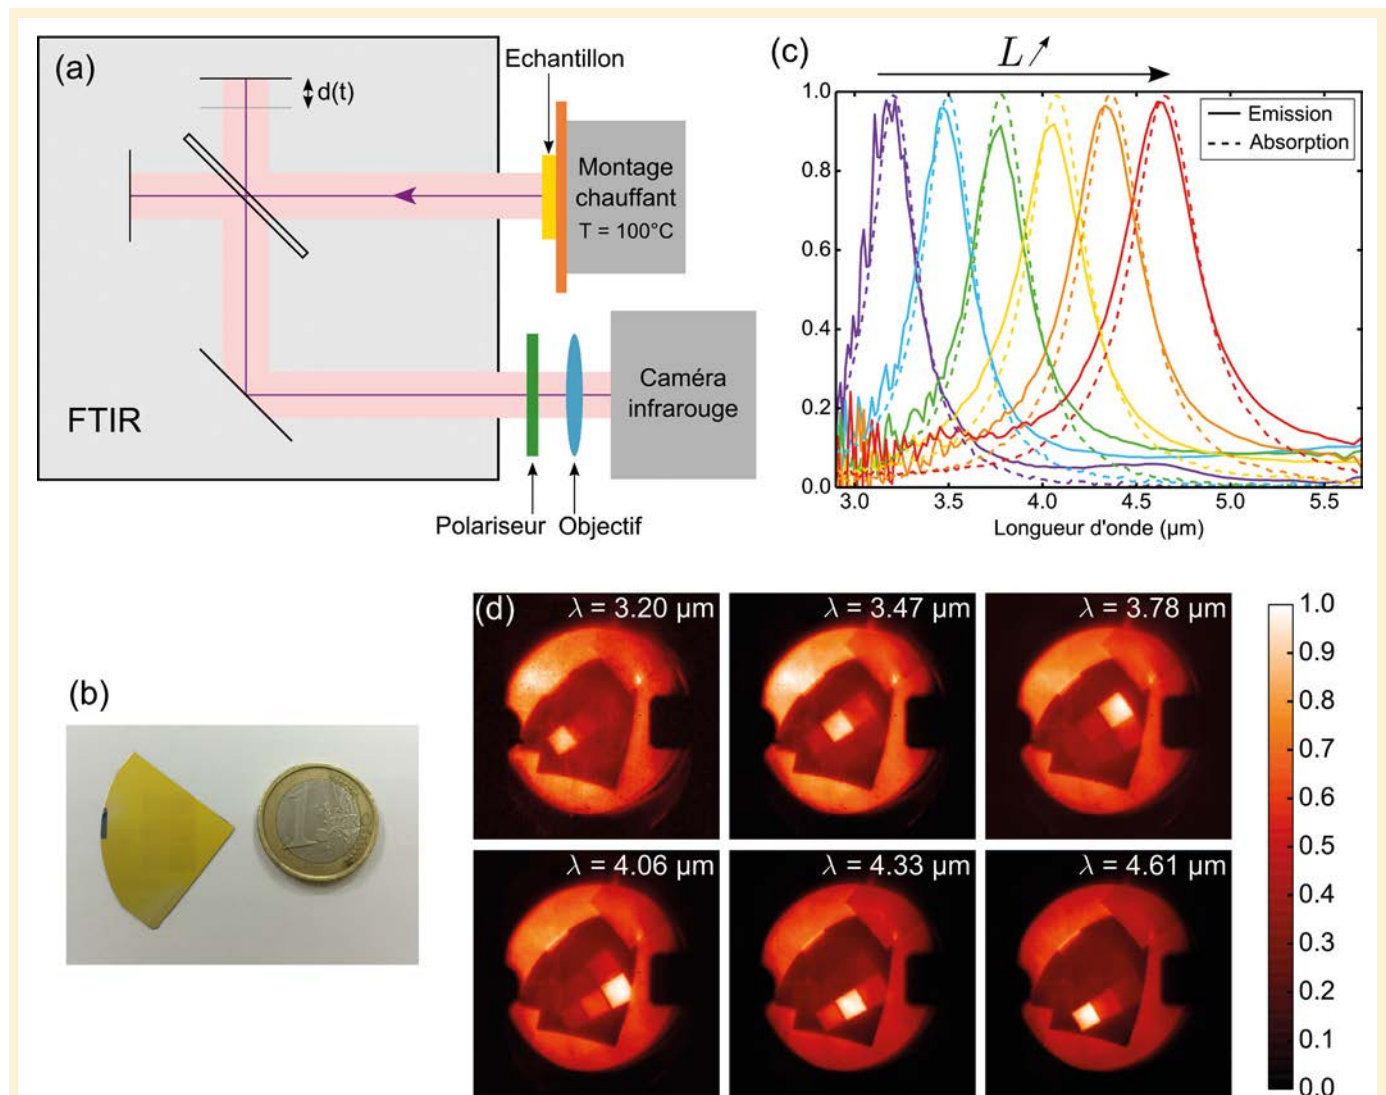 (a)
d(t)
Echantillon
Montage
chauffant
T = 100°C
FTIR
Caméra
infrarouge
Polariseur
Objectif
(c)
L
1.0
0.8
0.6
0.4
0.2
0.0
Emission
Absorption
3.0 3.5 4.0 4.5 5.0 5.5
Longueur d'onde (µm)
(b)
(d)
λ = 3.20 µm
λ = 3.47 µm
λ = 3.78 µm
λ = 4.06 µm
λ = 4.33 µm
λ = 4.61 µm
1.0
0.9
0.8
0.7
0.6
0.5
0.4
0.3
0.2
0.1
0.0